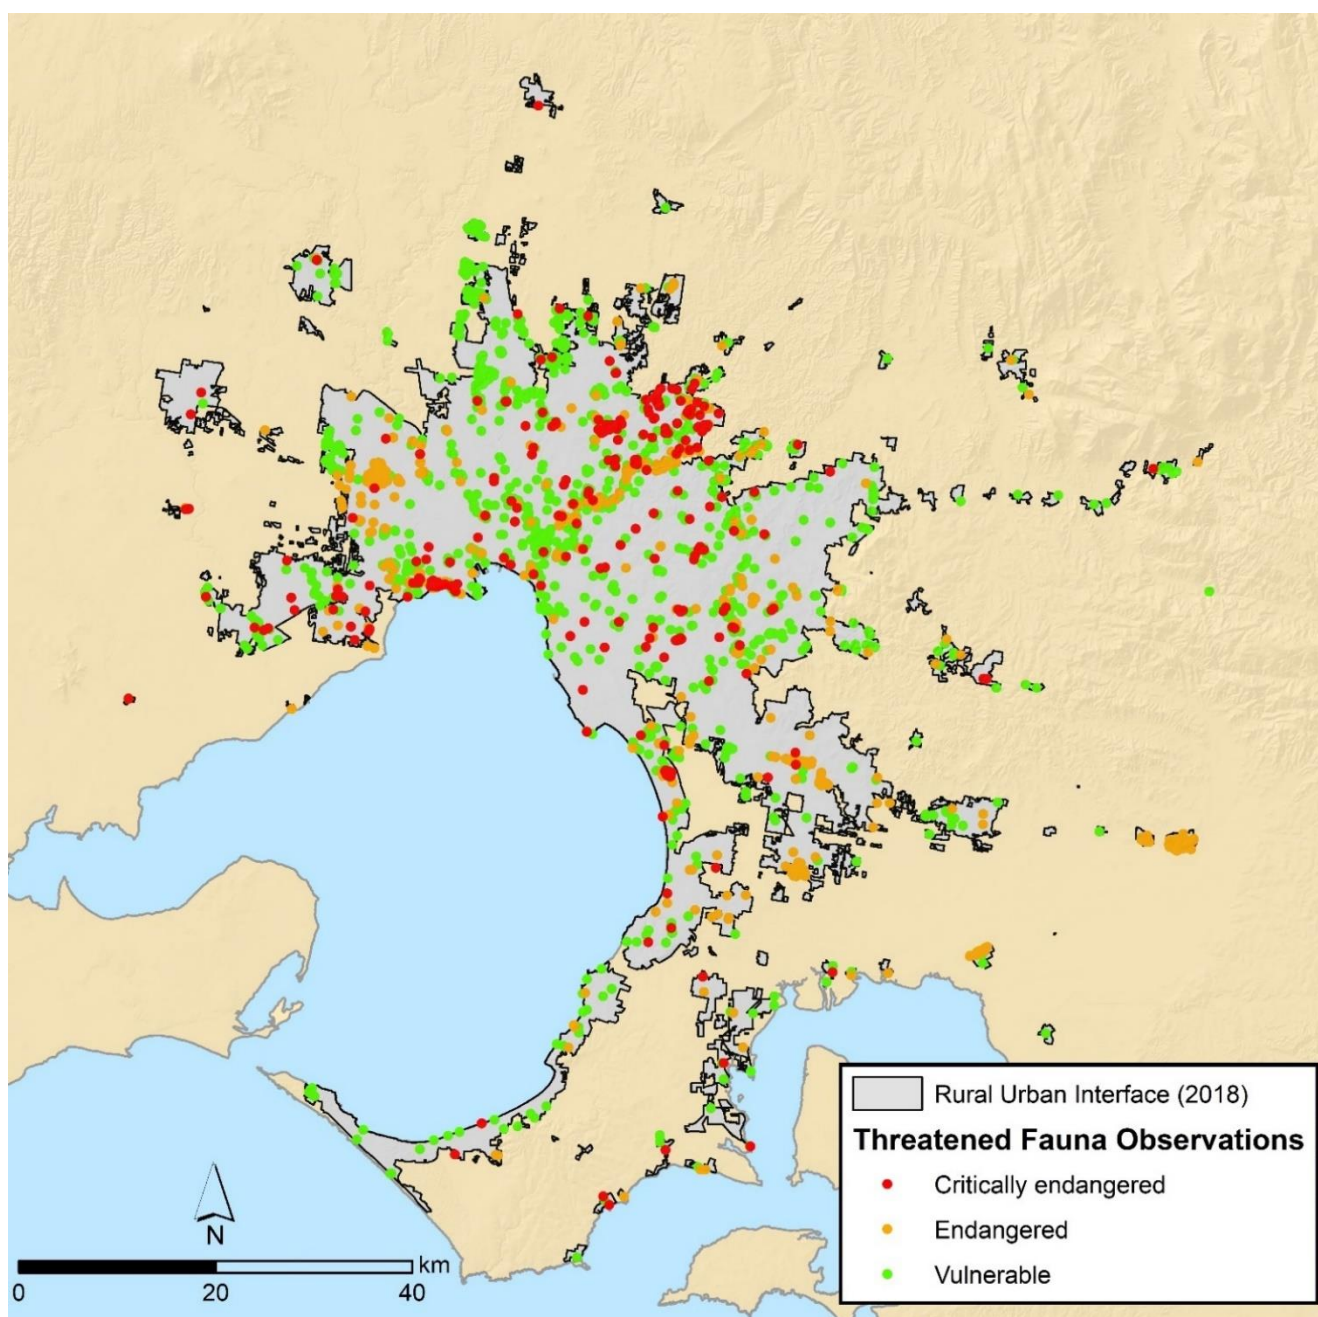 Rural Urban Interface (2018)
Threatened Fauna Observations
Critically endangered
Endangered
Vulnerable
N
km
0 20 40